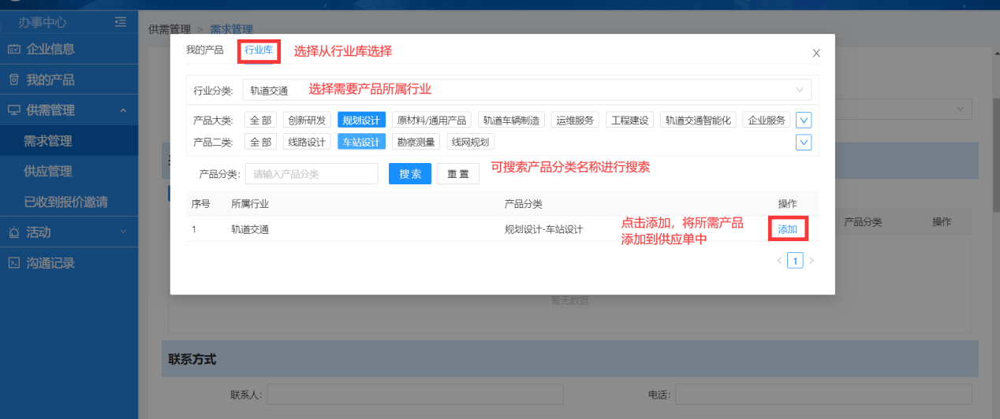 办事中心
供需管理 > 需求管理
企业信息
我的产品
供需管理
需求管理
供应管理
已收到报价邀请
活动
沟通记录
我的产品 行业库 选择从行业库选择
行业分类: 轨道交通 选择需要产品所属行业
产品大类: 全部 创新研发 规划设计 原材料/通用产品 轨道车辆制造 运维服务 工程建设 轨道交通智能化 企业服务
产品二类: 全部 线路设计 车站设计 勘察测量 线网规划
产品分类: 请输入产品分类 搜索 重置 可搜索产品分类名称进行搜索
序号 所属行业 产品分类 操作
1 轨道交通 规划设计-车站设计 添加
点击添加，将所需产品
添加到供应单中
< 1 >
产品分类 操作
暂无数据
联系方式
联系人: 电话: